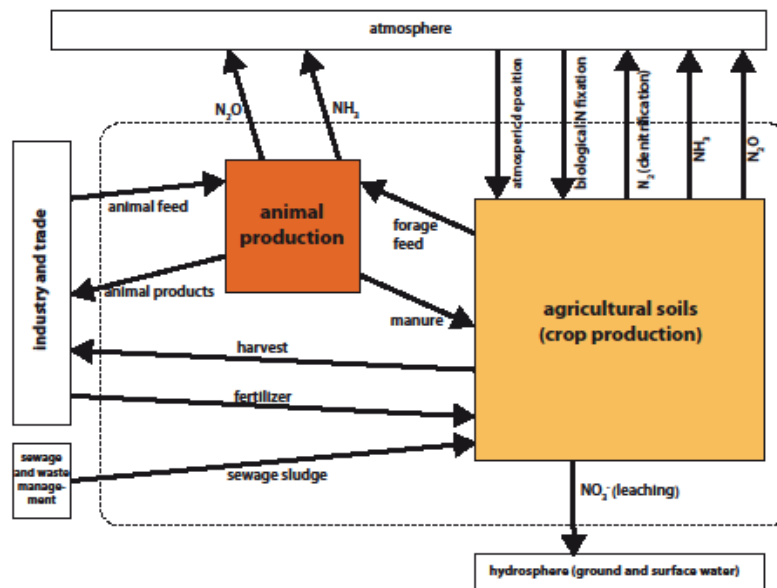 atmosphere
N₂O
NH₃
atmosperic deposition
biological N fixation
N₂ (denitrification)
NH₃
N₂O
industry and trade
animal feed
animal
production
forage
feed
animal products
manure
agricultural soils
(crop production)
harvest
fertilizer
sewage
and waste
manage-
ment
sewage sludge
NO₃⁻ (leaching)
hydrosphere (ground and surface water)